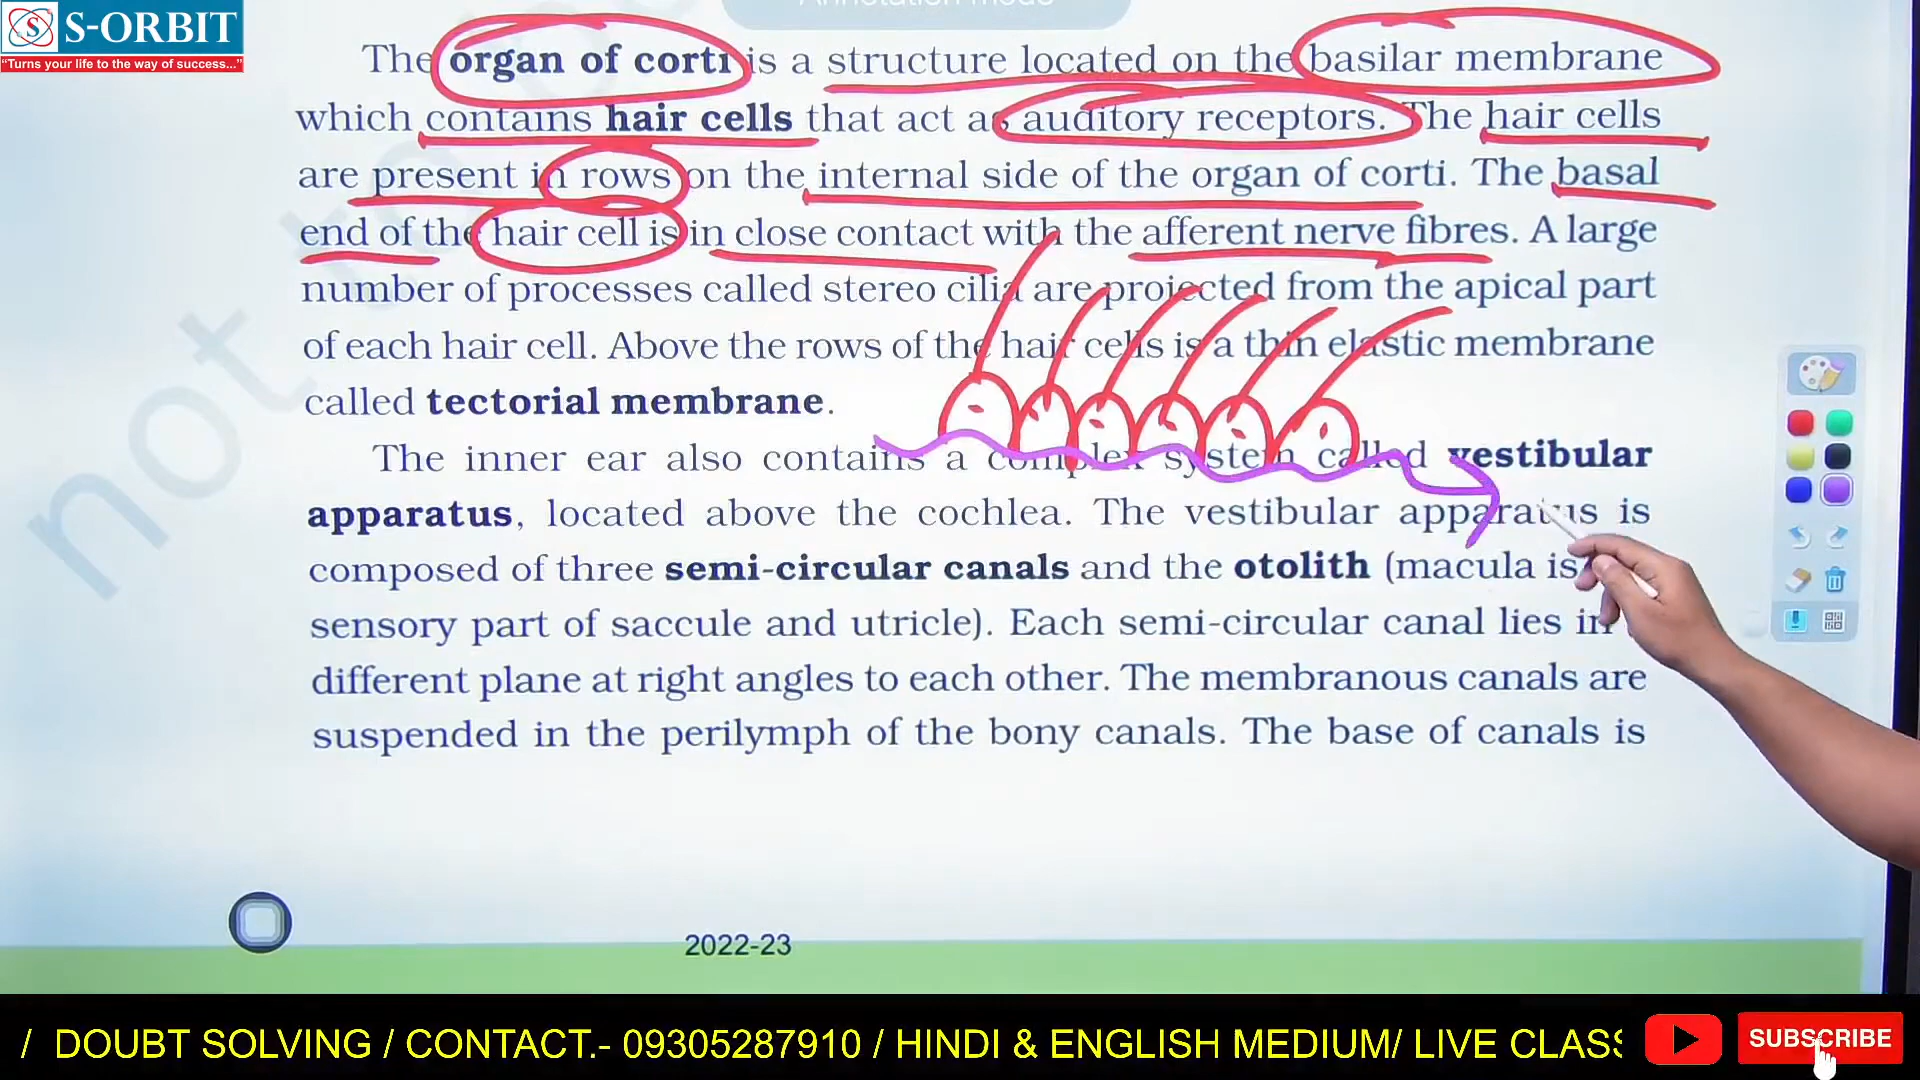 Annotation mode
S-ORBIT
"Turns your life to the way of success..."
The organ of corti is a structure located on the basilar membrane
which contains hair cells that act as auditory receptors. The hair cells
are present in rows on the internal side of the organ of corti. The basal
end of the hair cell is in close contact with the afferent nerve fibres. A large
number of processes called stereo cilia are projected from the apical part
of each hair cell. Above the rows of the hair cells is a thin elastic membrane
called tectorial membrane.
The inner ear also contains a complex system called vestibular
apparatus, located above the cochlea. The vestibular apparatus is
composed of three semi-circular canals and the otolith (macula is
sensory part of saccule and utricle). Each semi-circular canal lies in
different plane at right angles to each other. The membranous canals are
suspended in the perilymph of the bony canals. The base of canals is
not
2022-23
/ DOUBT SOLVING / CONTACT.- 09305287910 / HINDI & ENGLISH MEDIUM/ LIVE CLASS
SUBSCRIBE